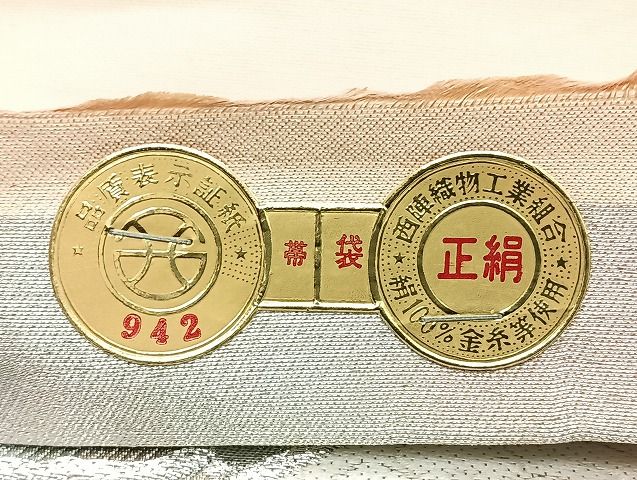 品質表示証紙
942
帯袋
西陣織物工業組合
正絹
絹100%金糸等使用